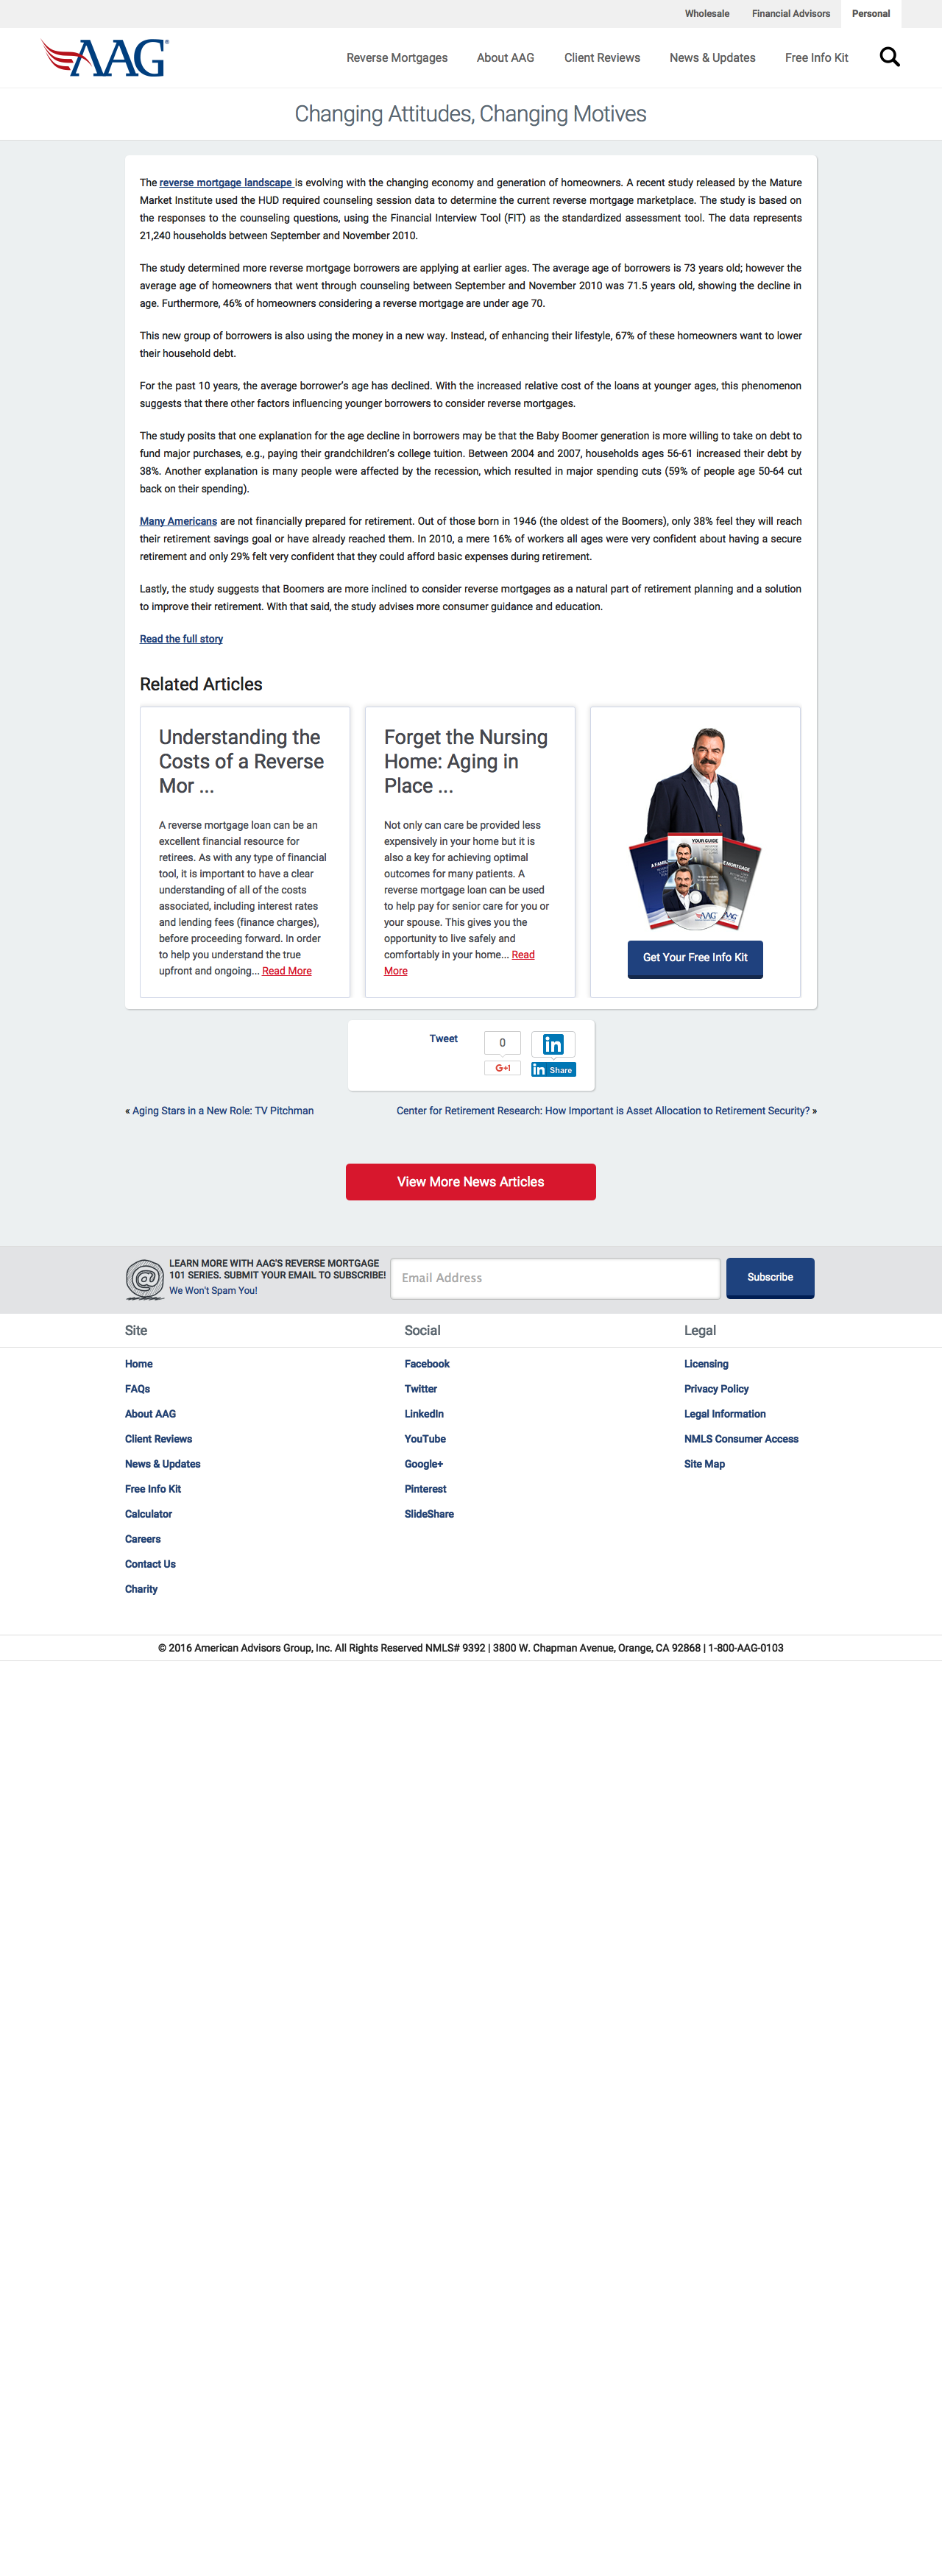 Wholesale Financial Advisors Personal
AAG®
Reverse Mortgages About AAG Client Reviews News & Updates Free Info Kit
Changing Attitudes, Changing Motives
The reverse mortgage landscape is evolving with the changing economy and generation of homeowners. A recent study released by the Mature
Market Institute used the HUD required counseling session data to determine the current reverse mortgage marketplace. The study is based on
the responses to the counseling questions, using the Financial Interview Tool (FIT) as the standardized assessment tool. The data represents
21,240 households between September and November 2010.
The study determined more reverse mortgage borrowers are applying at earlier ages. The average age of borrowers is 73 years old; however the
average age of homeowners that went through counseling between September and November 2010 was 71.5 years old, showing the decline in
age. Furthermore, 46% of homeowners considering a reverse mortgage are under age 70.
This new group of borrowers is also using the money in a new way. Instead, of enhancing their lifestyle, 67% of these homeowners want to lower
their household debt.
For the past 10 years, the average borrower's age has declined. With the increased relative cost of the loans at younger ages, this phenomenon
suggests that there other factors influencing younger borrowers to consider reverse mortgages.
The study posits that one explanation for the age decline in borrowers may be that the Baby Boomer generation is more willing to take on debt to
fund major purchases, e.g., paying their grandchildren's college tuition. Between 2004 and 2007, households ages 56-61 increased their debt by
38%. Another explanation is many people were affected by the recession, which resulted in major spending cuts (59% of people age 50-64 cut
back on their spending).
Many Americans are not financially prepared for retirement. Out of those born in 1946 (the oldest of the Boomers), only 38% feel they will reach
their retirement savings goal or have already reached them. In 2010, a mere 16% of workers all ages were very confident about having a secure
retirement and only 29% felt very confident that they could afford basic expenses during retirement.
Lastly, the study suggests that Boomers are more inclined to consider reverse mortgages as a natural part of retirement planning and a solution
to improve their retirement. With that said, the study advises more consumer guidance and education.
Read the full story
Related Articles
Understanding the
Costs of a Reverse
Mor ...
A reverse mortgage loan can be an
excellent financial resource for
retirees. As with any type of financial
tool, it is important to have a clear
understanding of all of the costs
associated, including interest rates
and lending fees (finance charges),
before proceeding forward. In order
to help you understand the true
upfront and ongoing... Read More
Forget the Nursing
Home: Aging in
Place ...
Not only can care be provided less
expensively in your home but it is
also a key for achieving optimal
outcomes for many patients. A
reverse mortgage loan can be used
to help pay for senior care for you or
your spouse. This gives you the
opportunity to live safely and
comfortably in your home... Read
More
YOUR GUIDE
A FAMI
E MORTGAGE
AAG
AAG
Get Your Free Info Kit
Tweet
0
G+1
in
in Share
« Aging Stars in a New Role: TV Pitchman
Center for Retirement Research: How Important is Asset Allocation to Retirement Security? »
View More News Articles
@
LEARN MORE WITH AAG'S REVERSE MORTGAGE
101 SERIES. SUBMIT YOUR EMAIL TO SUBSCRIBE!
We Won't Spam You!
Email Address
Subscribe
Site
Home
FAQs
About AAG
Client Reviews
News & Updates
Free Info Kit
Calculator
Careers
Contact Us
Charity
Social
Facebook
Twitter
LinkedIn
YouTube
Google+
Pinterest
SlideShare
Legal
Licensing
Privacy Policy
Legal Information
NMLS Consumer Access
Site Map
© 2016 American Advisors Group, Inc. All Rights Reserved NMLS# 9392 | 3800 W. Chapman Avenue, Orange, CA 92868 | 1-800-AAG-0103